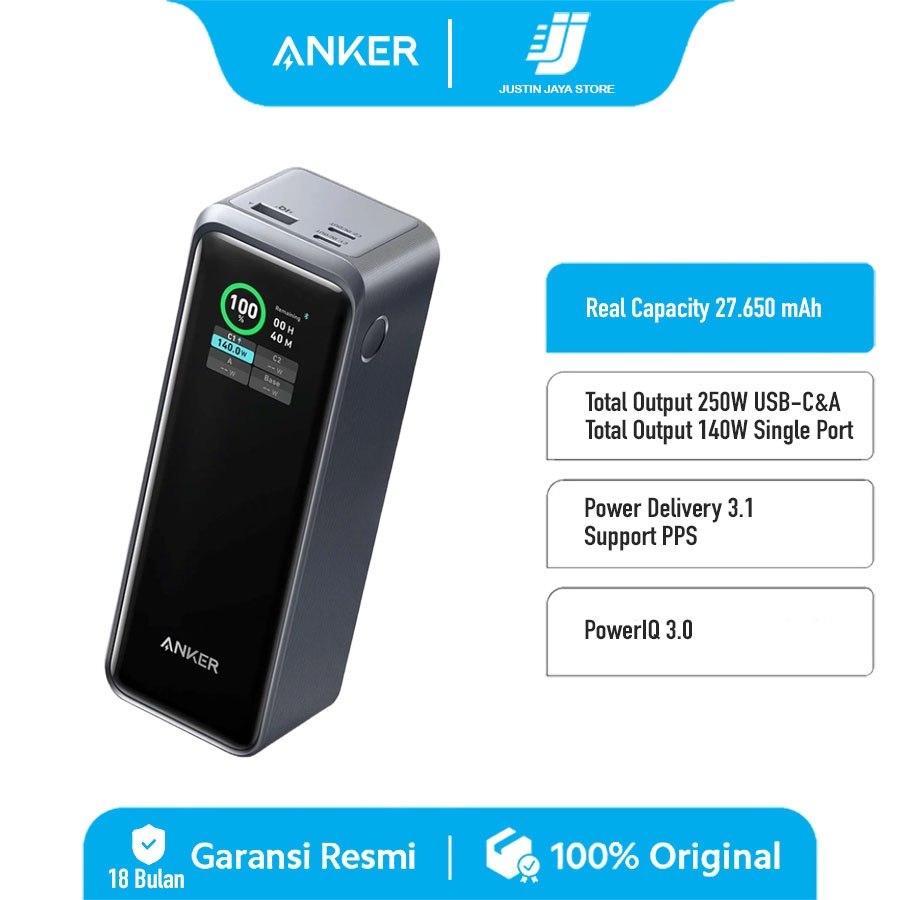 ANKER
JUSTIN JAYA STORE
100
%
Remaining
00 H
40 M
C1
140.0W
C2
-- W
A
-- W
Base
-- W
ANKER
Real Capacity 27.650 mAh
Total Output 250W USB-C&A
Total Output 140W Single Port
Power Delivery 3.1
Support PPS
PowerIQ 3.0
18 Bulan
Garansi Resmi
100% Original